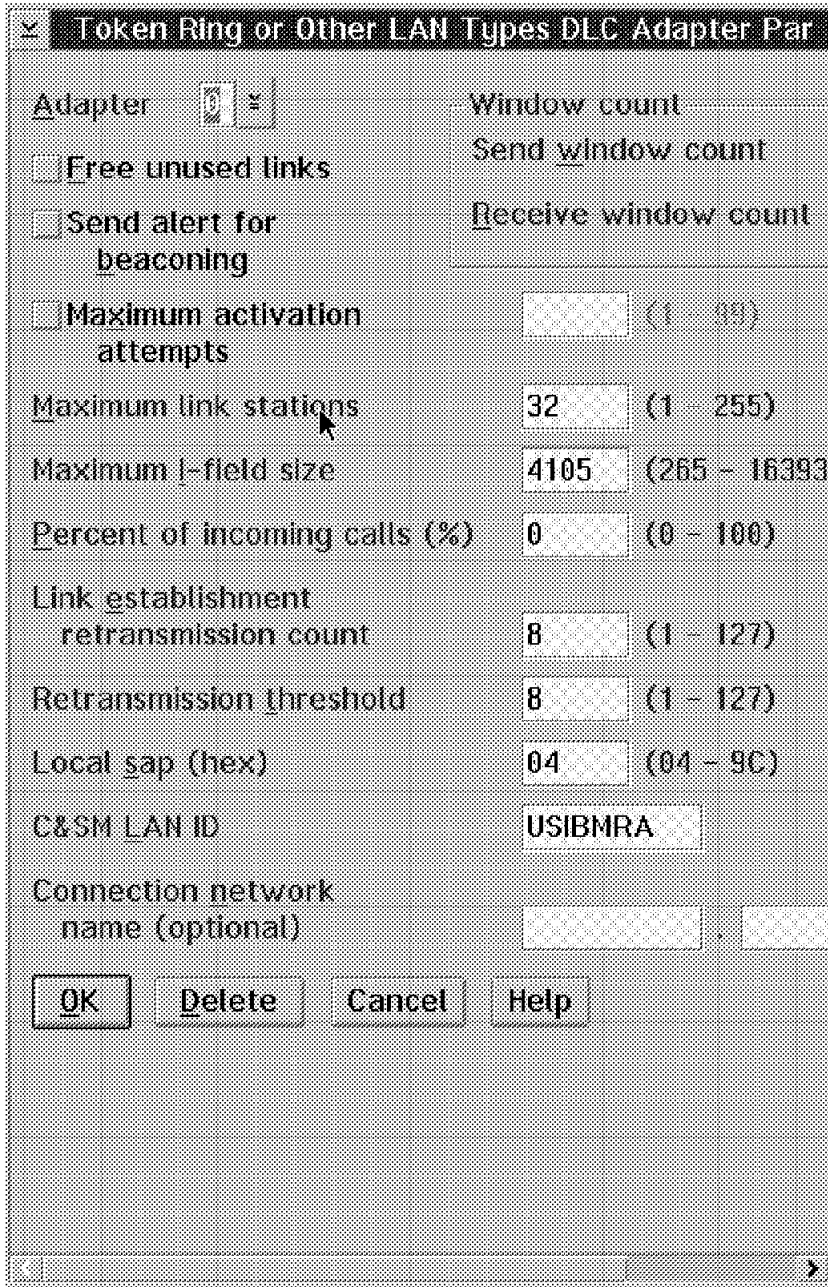 Token Ring or Other LAN Types DLC Adapter Par
Adapter 0
Window count
Send window count
Receive window count
Free unused links
Send alert for
beaconing
Maximum activation
attempts
(1 - 99)
Maximum link stations 32 (1 - 255)
Maximum I-field size 4105 (265 - 16393
Percent of incoming calls (%) 0 (0 - 100)
Link establishment
retransmission count 8 (1 - 127)
Retransmission threshold 8 (1 - 127)
Local sap (hex) 04 (04 - 9C)
C&SM LAN ID USIBMRA
Connection network
name (optional) .
OK Delete Cancel Help